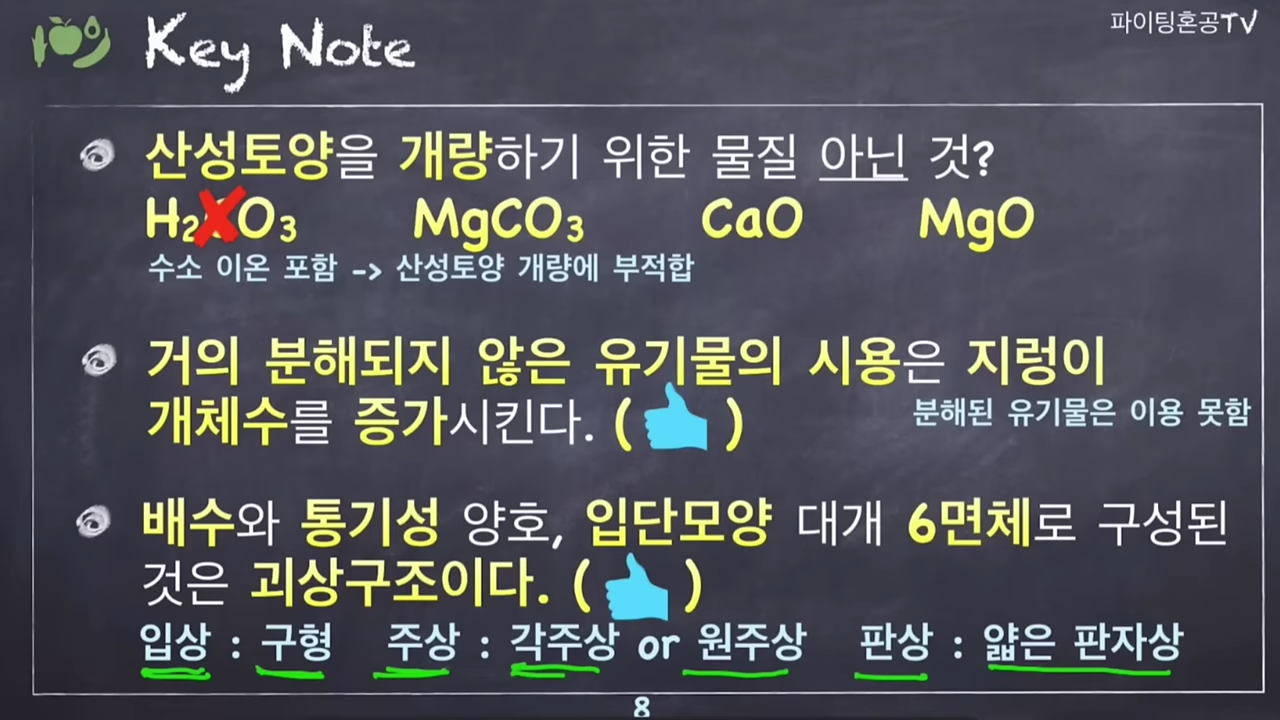 Key Note
파이팅혼공TV
산성토양을 개량하기 위한 물질 아닌 것?
H₂CO₃ MgCO₃ CaO MgO
수소 이온 포함 -> 산성토양 개량에 부적합
거의 분해되지 않은 유기물의 시용은 지렁이
개체수를 증가시킨다. ( )
분해된 유기물은 이용 못함
배수와 통기성 양호, 입단모양 대개 6면체로 구성된
것은 괴상구조이다. ( )
입상 : 구형 주상 : 각주상 or 원주상 판상 : 얇은 판자상
8